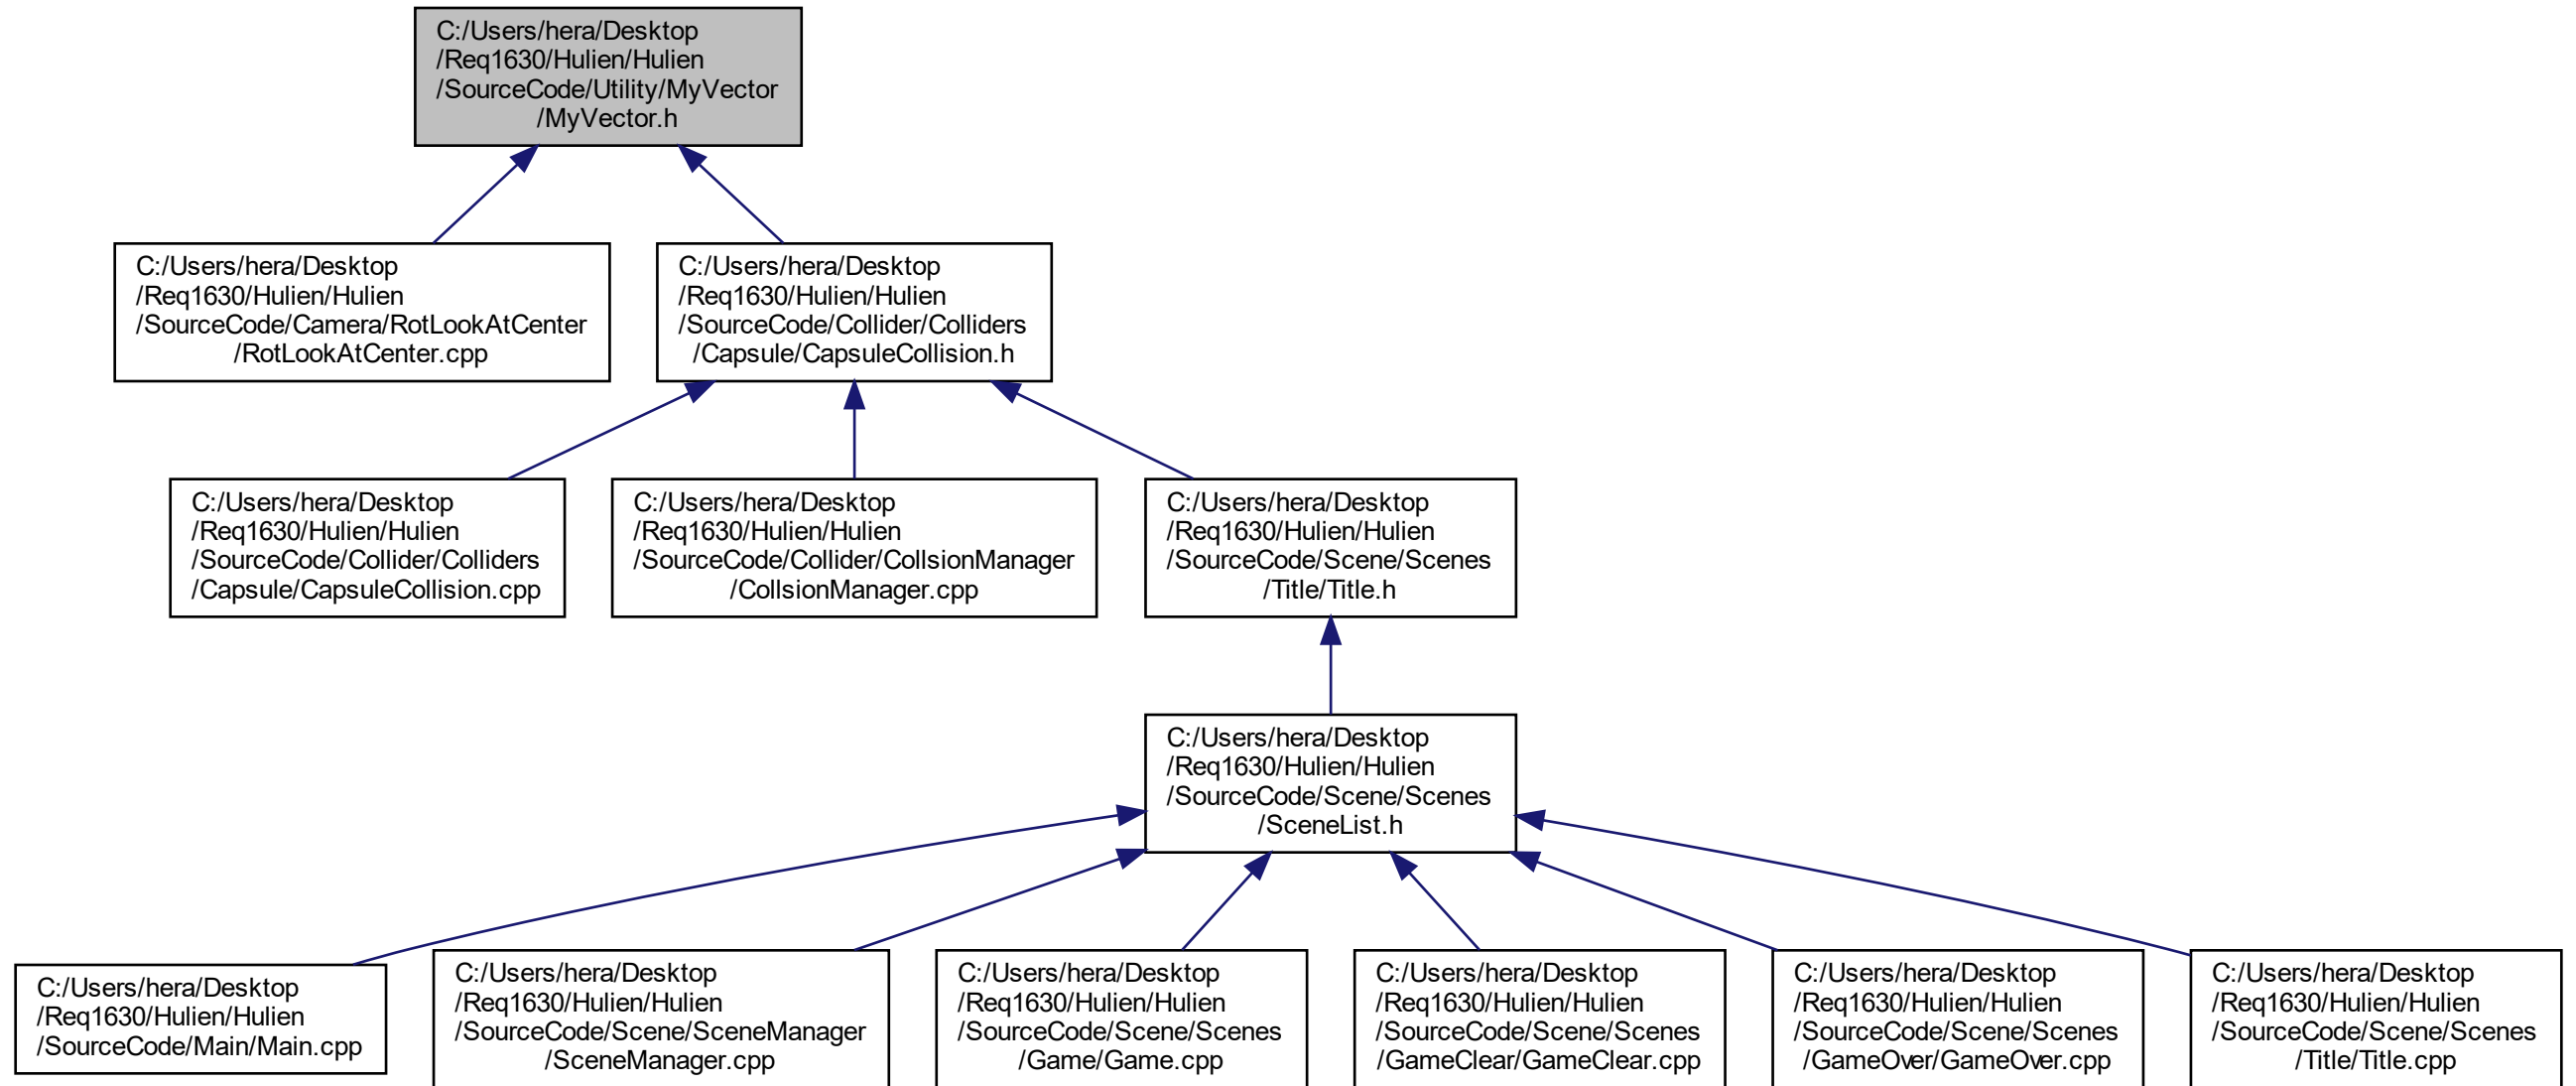 C:/Users/hera/Desktop
/Req1630/Hulien/Hulien
/SourceCode/Utility/MyVector
/MyVector.h
C:/Users/hera/Desktop
/Req1630/Hulien/Hulien
/SourceCode/Camera/RotLookAtCenter
/RotLookAtCenter.cpp
C:/Users/hera/Desktop
/Req1630/Hulien/Hulien
/SourceCode/Collider/Colliders
/Capsule/CapsuleCollision.h
C:/Users/hera/Desktop
/Req1630/Hulien/Hulien
/SourceCode/Collider/Colliders
/Capsule/CapsuleCollision.cpp
C:/Users/hera/Desktop
/Req1630/Hulien/Hulien
/SourceCode/Collider/CollsionManager
/CollsionManager.cpp
C:/Users/hera/Desktop
/Req1630/Hulien/Hulien
/SourceCode/Scene/Scenes
/Title/Title.h
C:/Users/hera/Desktop
/Req1630/Hulien/Hulien
/SourceCode/Scene/Scenes
/SceneList.h
C:/Users/hera/Desktop
/Req1630/Hulien/Hulien
/SourceCode/Main/Main.cpp
C:/Users/hera/Desktop
/Req1630/Hulien/Hulien
/SourceCode/Scene/SceneManager
/SceneManager.cpp
C:/Users/hera/Desktop
/Req1630/Hulien/Hulien
/SourceCode/Scene/Scenes
/Game/Game.cpp
C:/Users/hera/Desktop
/Req1630/Hulien/Hulien
/SourceCode/Scene/Scenes
/GameClear/GameClear.cpp
C:/Users/hera/Desktop
/Req1630/Hulien/Hulien
/SourceCode/Scene/Scenes
/GameOver/GameOver.cpp
C:/Users/hera/Desktop
/Req1630/Hulien/Hulien
/SourceCode/Scene/Scenes
/Title/Title.cpp